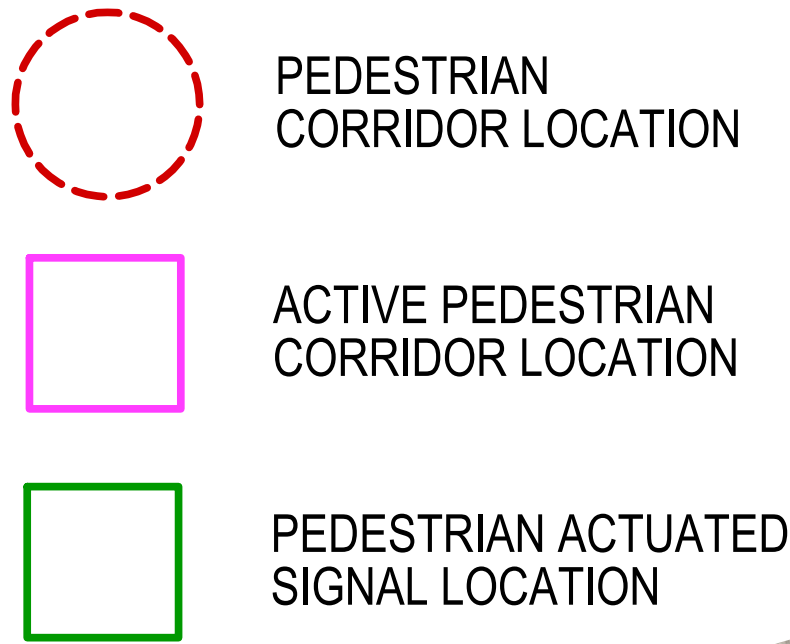 PEDESTRIAN
CORRIDOR LOCATION
ACTIVE PEDESTRIAN
CORRIDOR LOCATION
PEDESTRIAN ACTUATED
SIGNAL LOCATION